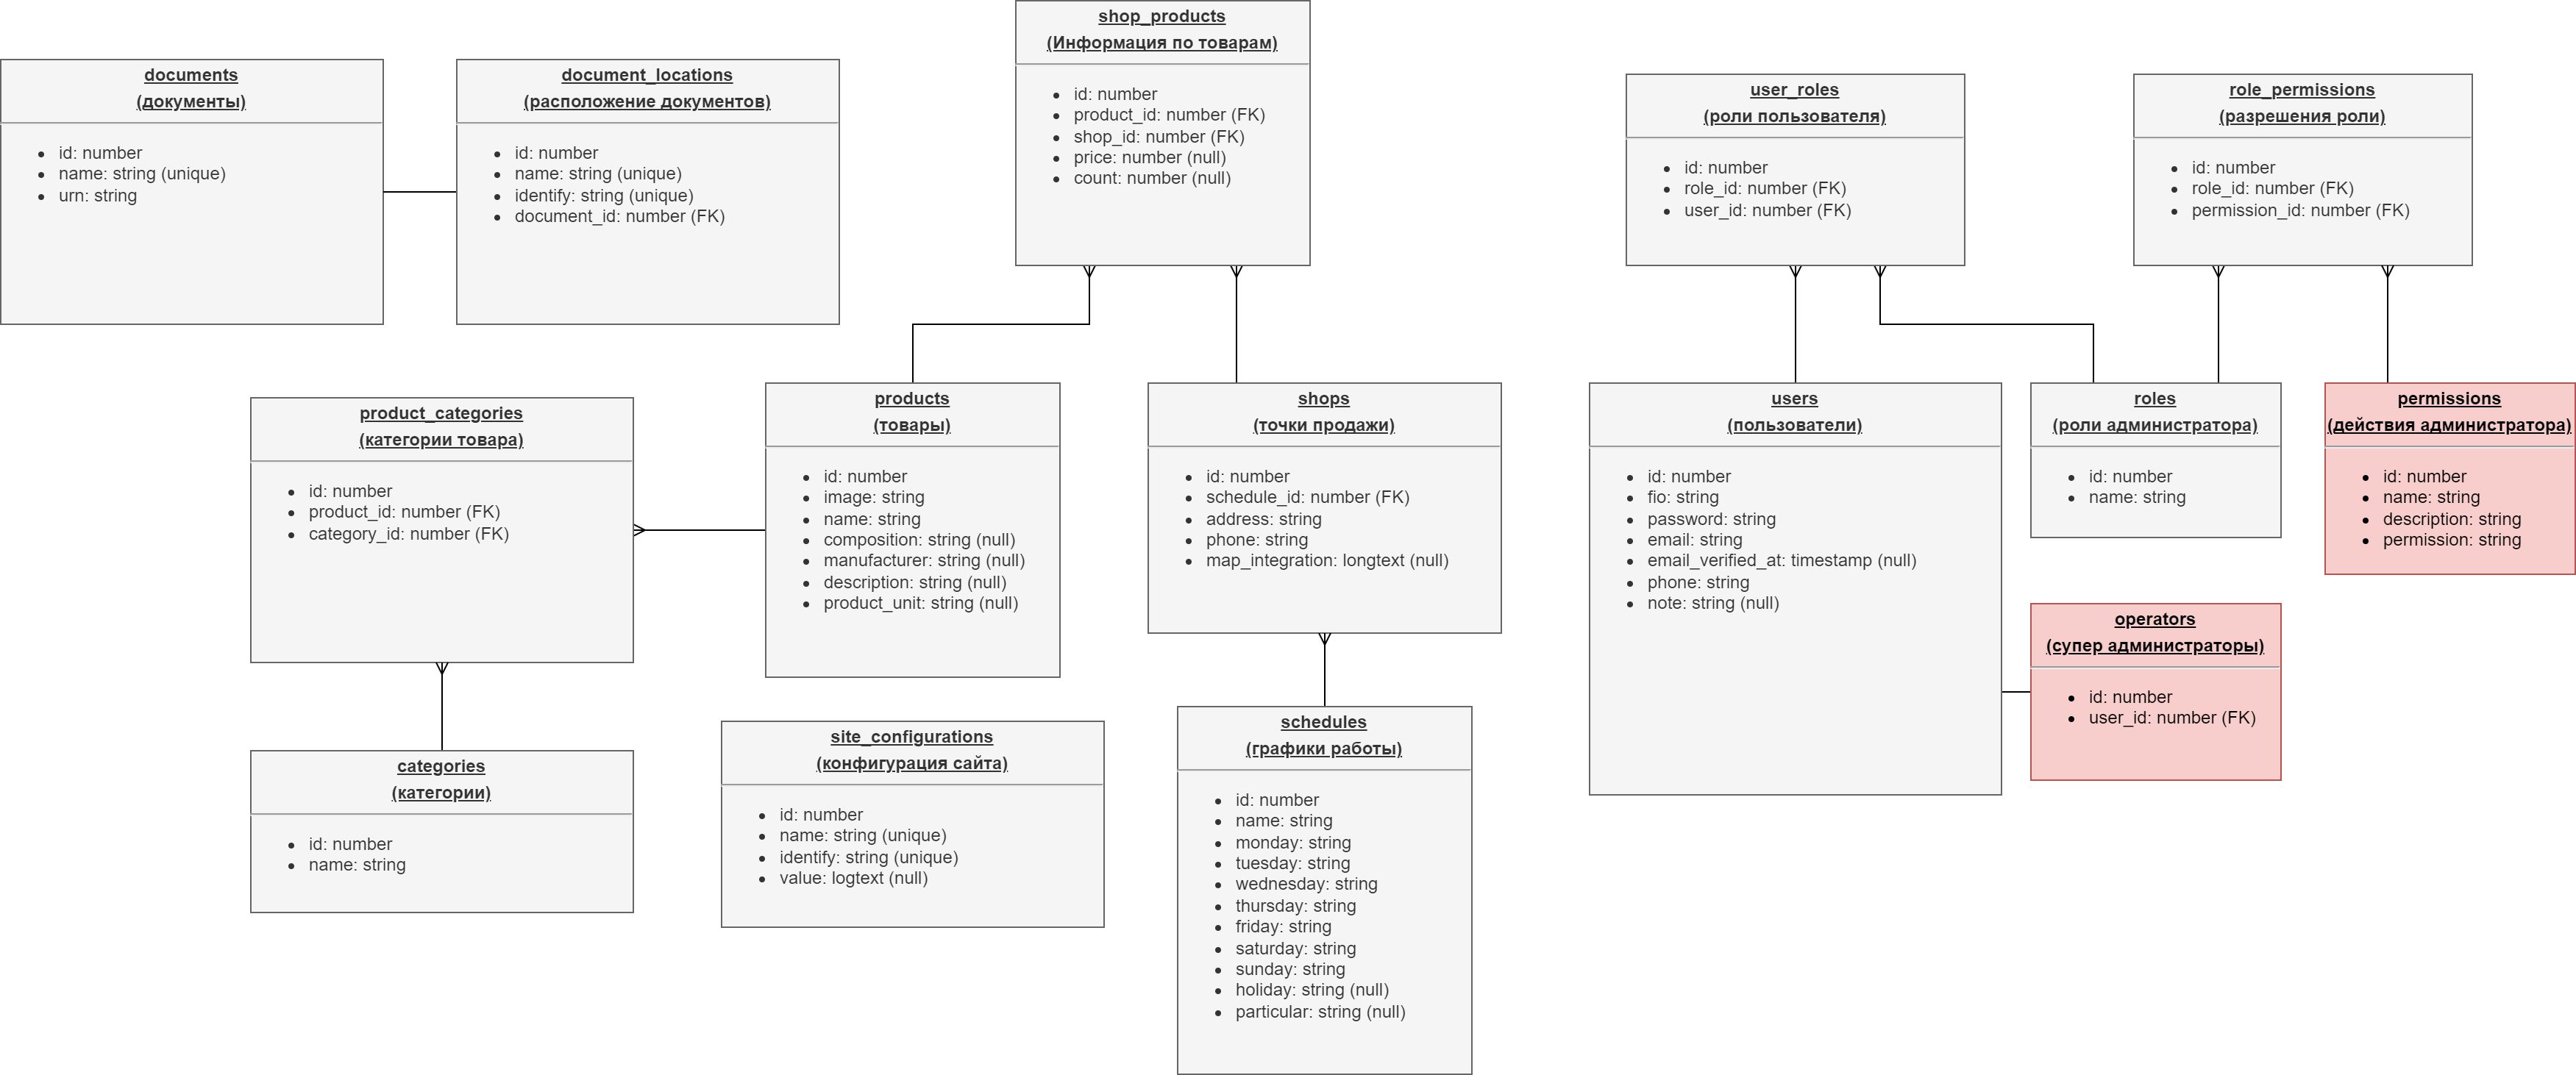 shop_products
(Информация по товарам)
id: number
product_id: number (FK)
shop_id: number (FK)
price: number (null)
count: number (null)
documents
(документы)
id: number
name: string (unique)
urn: string
document_locations
(расположение документов)
id: number
name: string (unique)
identify: string (unique)
document_id: number (FK)
user_roles
(роли пользователя)
id: number
role_id: number (FK)
user_id: number (FK)
role_permissions
(разрешения роли)
id: number
role_id: number (FK)
permission_id: number (FK)
product_categories
(категории товара)
id: number
product_id: number (FK)
category_id: number (FK)
products
(товары)
id: number
image: string
name: string
composition: string (null)
manufacturer: string (null)
description: string (null)
product_unit: string (null)
shops
(точки продажи)
id: number
schedule_id: number (FK)
address: string
phone: string
map_integration: longtext (null)
users
(пользователи)
id: number
fio: string
password: string
email: string
email_verified_at: timestamp (null)
phone: string
note: string (null)
roles
(роли администратора)
id: number
name: string
permissions
(действия администратора)
id: number
name: string
description: string
permission: string
operators
(супер администраторы)
id: number
user_id: number (FK)
categories
(категории)
id: number
name: string
site_configurations
(конфигурация сайта)
id: number
name: string (unique)
identify: string (unique)
value: logtext (null)
schedules
(графики работы)
id: number
name: string
monday: string
tuesday: string
wednesday: string
thursday: string
friday: string
saturday: string
sunday: string
holiday: string (null)
particular: string (null)